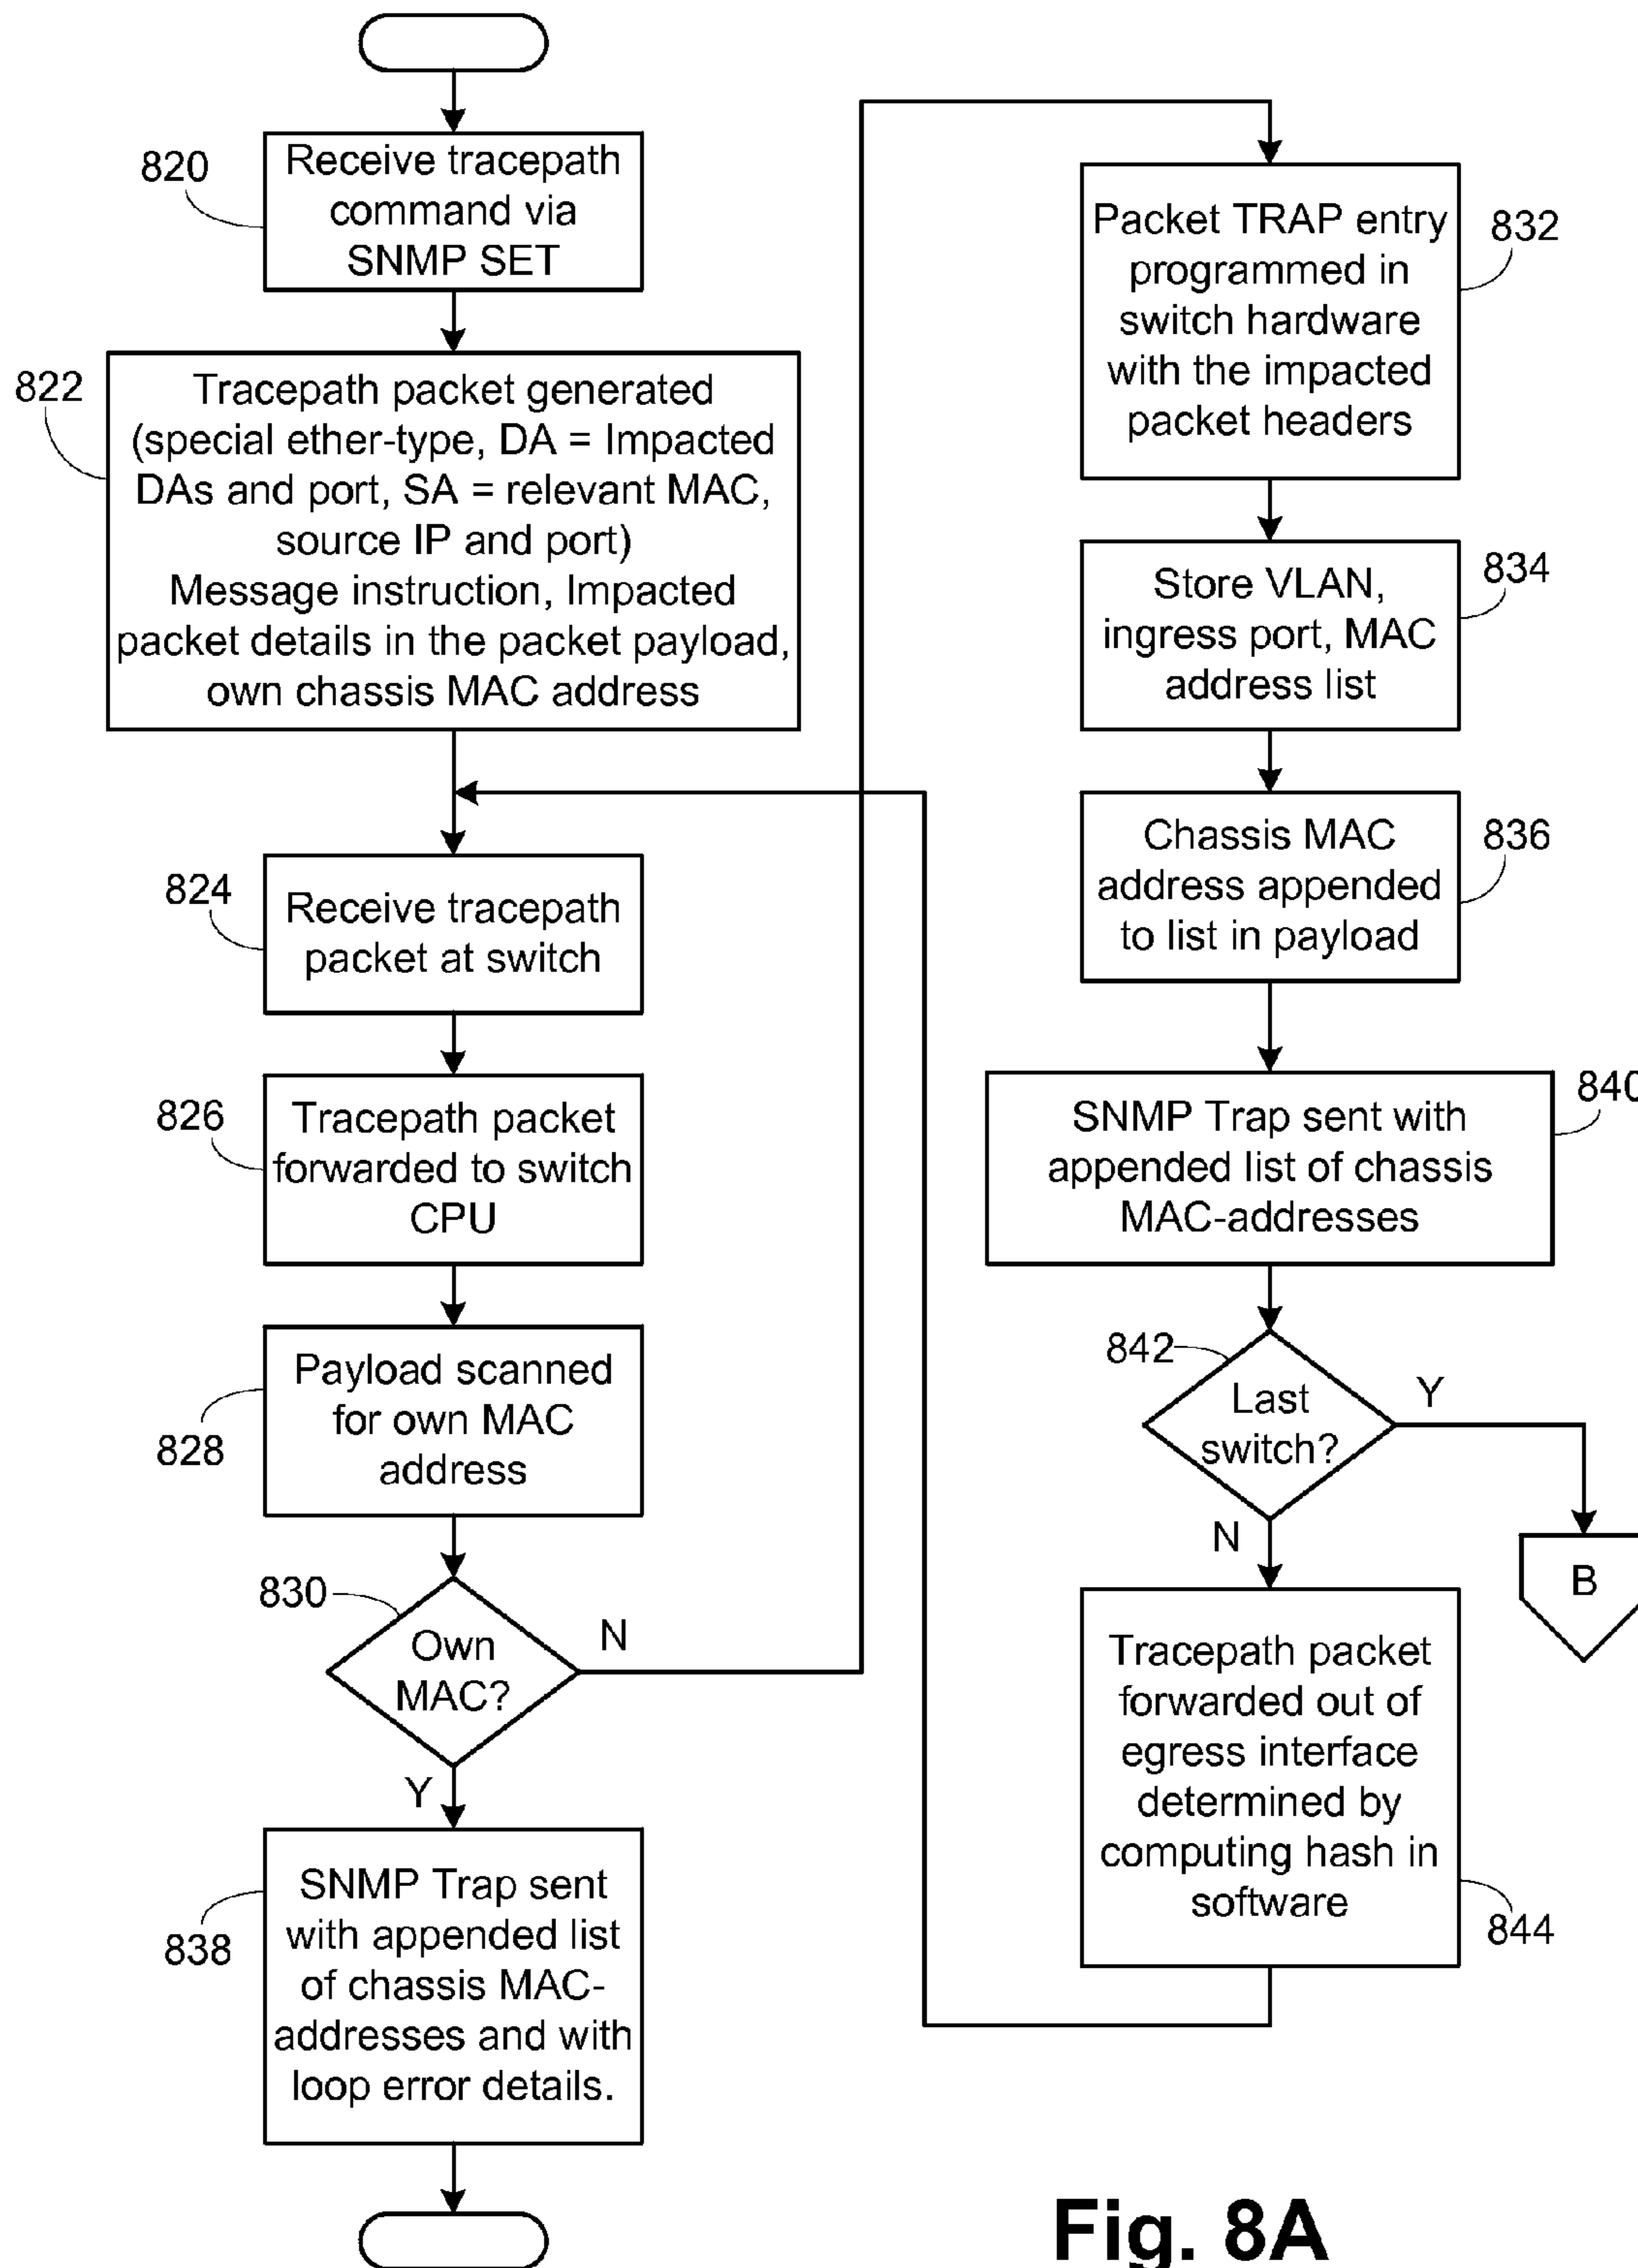 820
Receive tracepath
command via
SNMP SET
822
Tracepath packet generated
(special ether-type, DA = Impacted
DAs and port, SA = relevant MAC,
source IP and port)
Message instruction, Impacted
packet details in the packet payload,
own chassis MAC address
824
Receive tracepath
packet at switch
826
Tracepath packet
forwarded to switch
CPU
828
Payload scanned
for own MAC
address
830
Own
MAC?
N
Y
838
SNMP Trap sent
with appended list
of chassis MAC-
addresses and with
loop error details.
832
Packet TRAP entry
programmed in
switch hardware
with the impacted
packet headers
834
Store VLAN,
ingress port, MAC
address list
836
Chassis MAC
address appended
to list in payload
840
SNMP Trap sent with
appended list of chassis
MAC-addresses
842
Last
switch?
Y
N
B
Tracepath packet
forwarded out of
egress interface
determined by
computing hash in
software
844
Fig. 8A